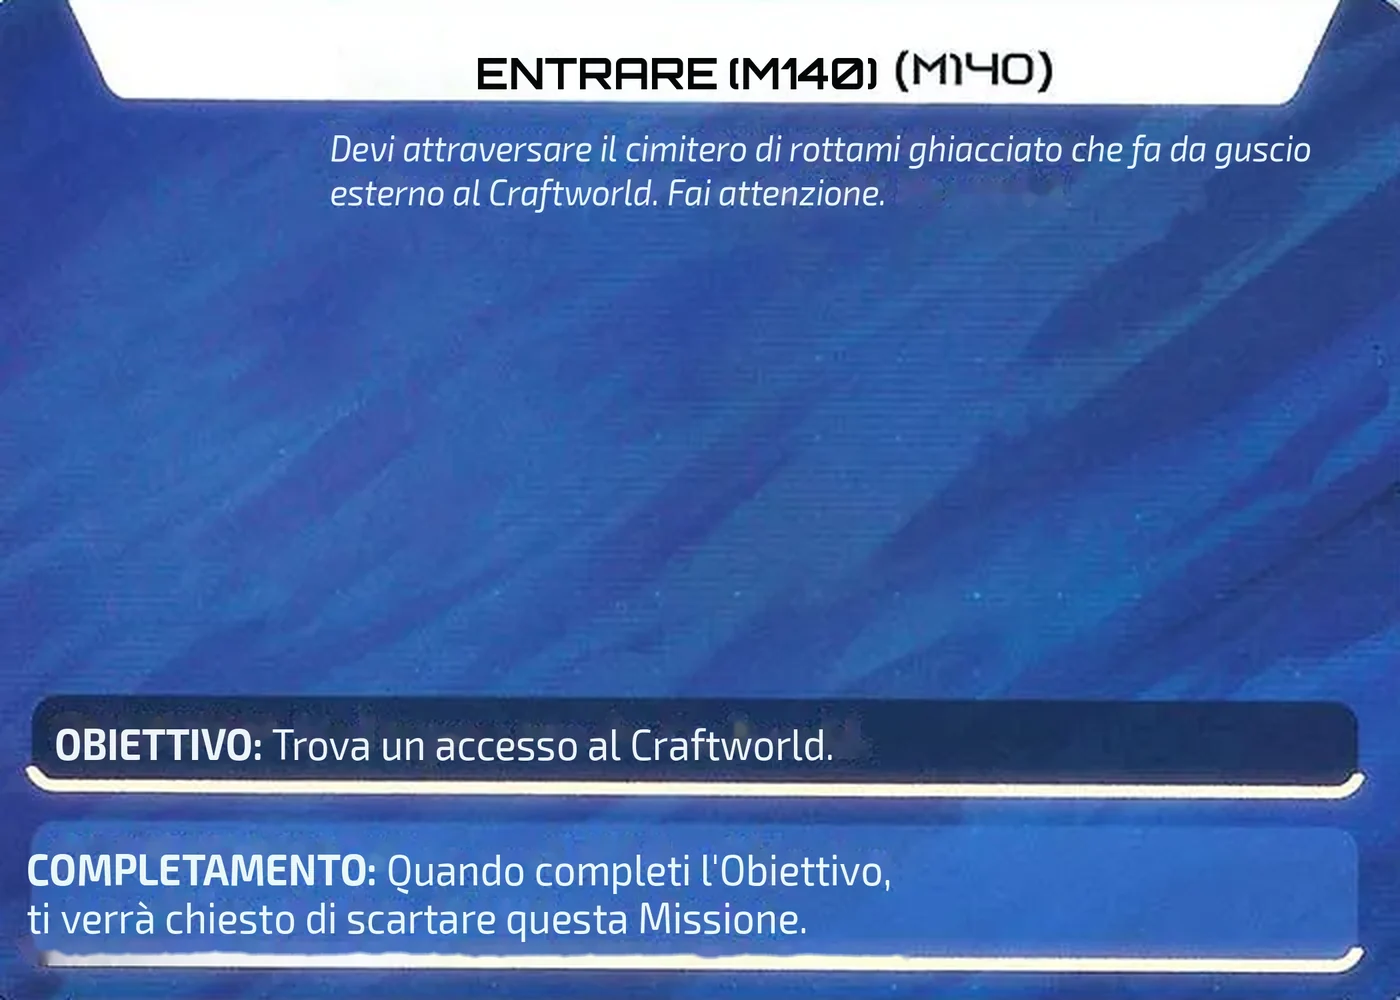 ENTRARE (M140) (M140)
Devi attraversare il cimitero di rottami ghiacciato che fa da guscio
esterno al Craftworld. Fai attenzione.
OBIETTIVO: Trova un accesso al Craftworld.
COMPLETAMENTO: Quando completi l'Obiettivo,
ti verrà chiesto di scartare questa Missione.